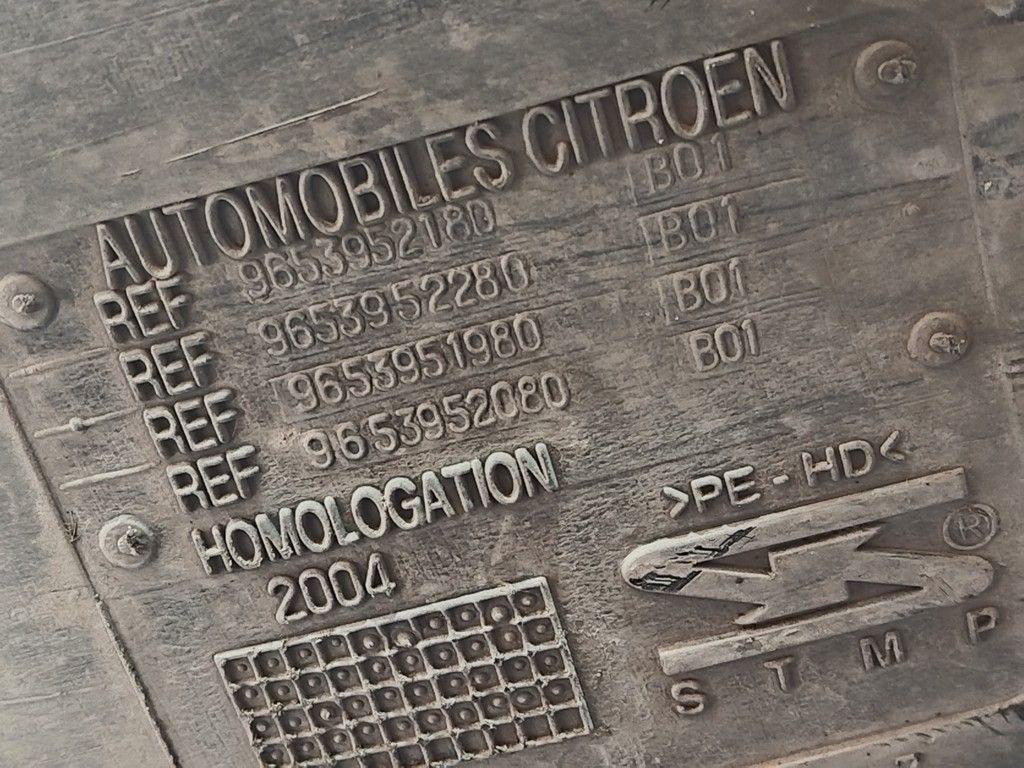 AUTOMOBILES CITROEN
REF 9653952180 B01
REF 9653952280 B01
REF 9653951980 B01
REF 9653952080 B01
HOMOLOGATION
2004
>PE-HD<
®
S T M P